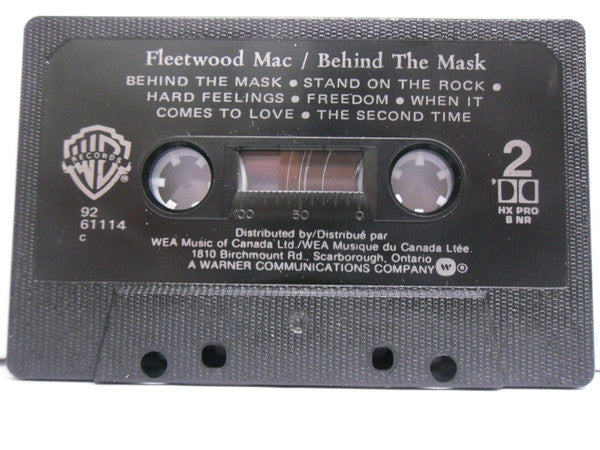 Fleetwood Mac / Behind The Mask
BEHIND THE MASK • STAND ON THE ROCK •
HARD FEELINGS • FREEDOM • WHEN IT
COMES TO LOVE • THE SECOND TIME
WB
RECORDS
®
92
61114
C
2
HX PRO
B NR
100 50 0
Distributed by/Distribué par
WEA Music of Canada Ltd./WEA Musique du Canada Ltée.
1810 Birchmount Rd., Scarborough, Ontario
A WARNER COMMUNICATIONS COMPANY W ®